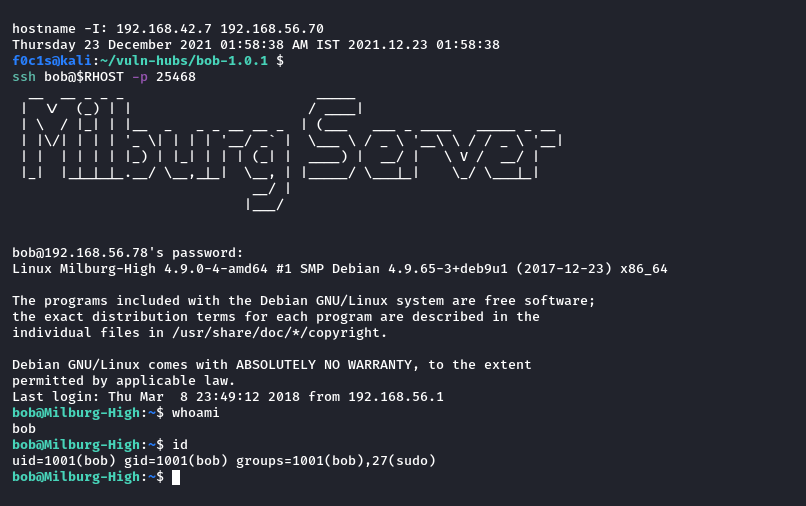 hostname -I: 192.168.42.7 192.168.56.70
Thursday 23 December 2021 01:58:38 AM IST 2021.12.23 01:58:38
f0c1s@kali:~/vuln-hubs/bob-1.0.1 $
ssh bob@$RHOST -p 25468
Milburg Server
bob@192.168.56.78's password:
Linux Milburg-High 4.9.0-4-amd64 #1 SMP Debian 4.9.65-3+deb9u1 (2017-12-23) x86_64
The programs included with the Debian GNU/Linux system are free software;
the exact distribution terms for each program are described in the
individual files in /usr/share/doc/*/copyright.
Debian GNU/Linux comes with ABSOLUTELY NO WARRANTY, to the extent
permitted by applicable law.
Last login: Thu Mar  8 23:49:12 2018 from 192.168.56.1
bob@Milburg-High:~$ whoami
bob
bob@Milburg-High:~$ id
uid=1001(bob) gid=1001(bob) groups=1001(bob),27(sudo)
bob@Milburg-High:~$